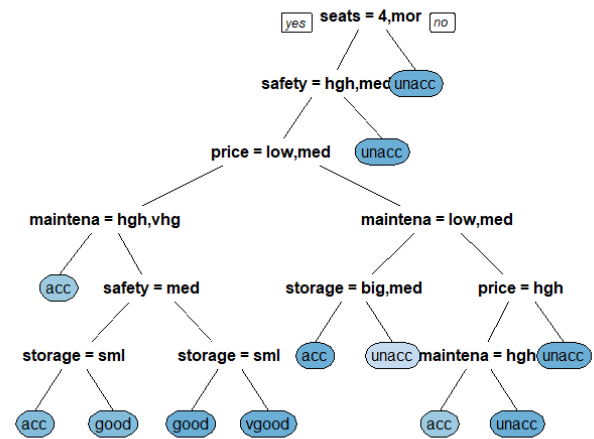 yes seats = 4,mor no
safety = hgh,med unacc
price = low,med unacc
maintena = hgh,vhg maintena = low,med
acc safety = med storage = big,med price = hgh
storage = sml storage = sml acc unacc maintena = hgh unacc
acc good good vgood acc unacc